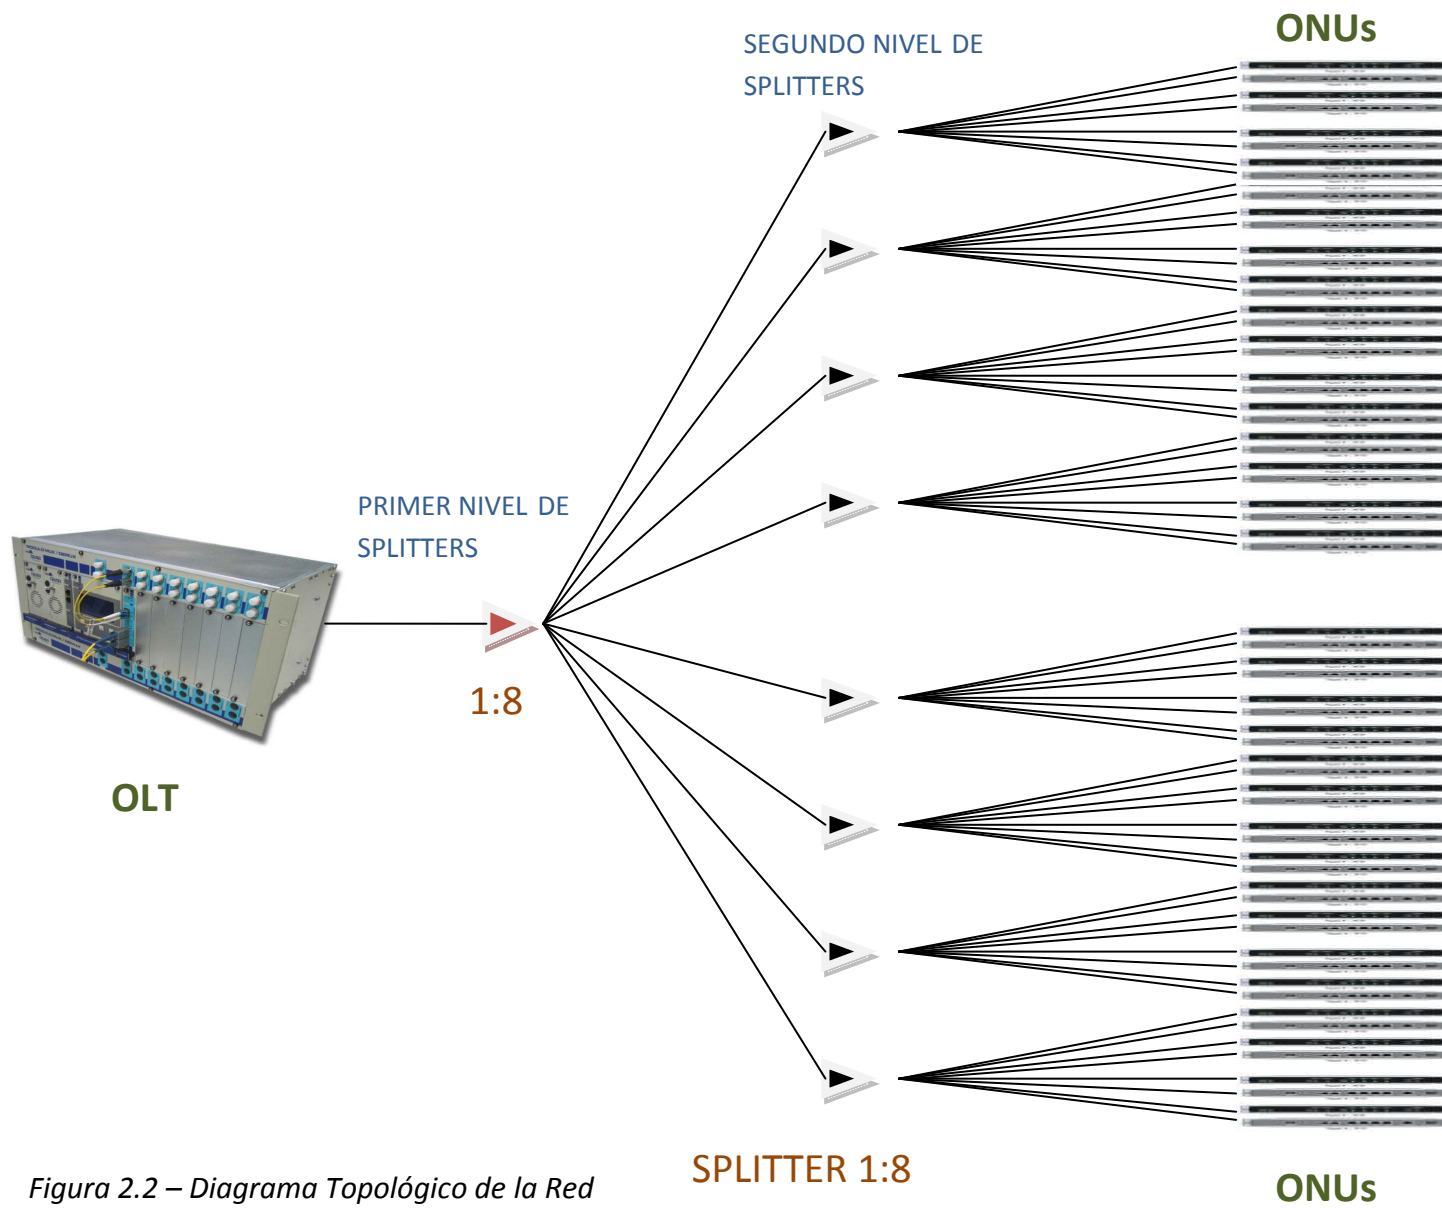 ONUs
SEGUNDO NIVEL DE
SPLITTERS
PRIMER NIVEL DE
SPLITTERS
1:8
OLT
SPLITTER 1:8
Figura 2.2 – Diagrama Topológico de la Red
ONUs